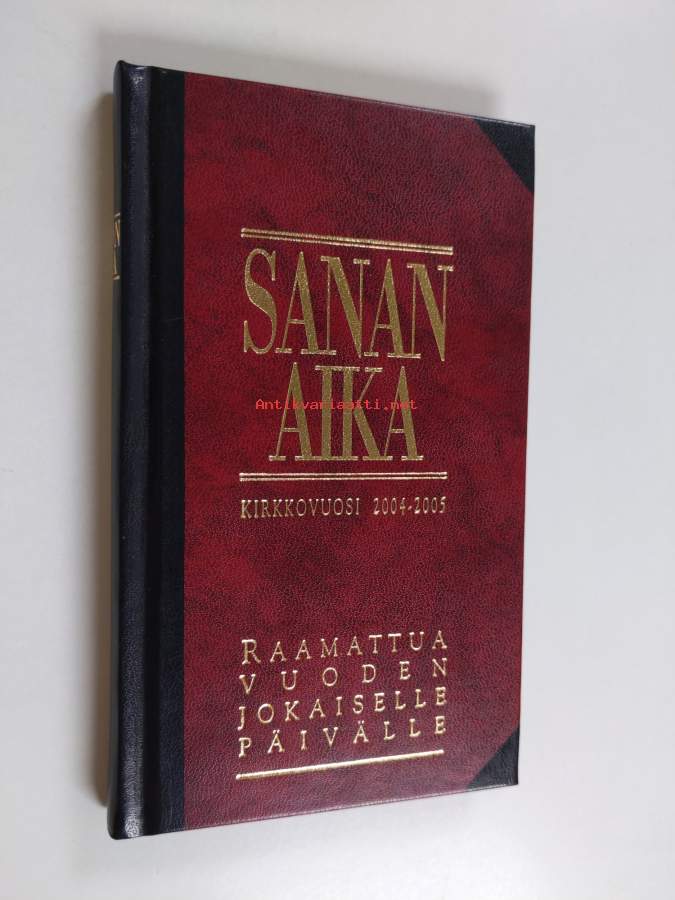 SANAN
AIKA
Antikvariaatti.net
KIRKKOVUOSI 2004-2005
RAAMATTUA
VUODEN
JOKAISELLE
PÄIVÄLLE